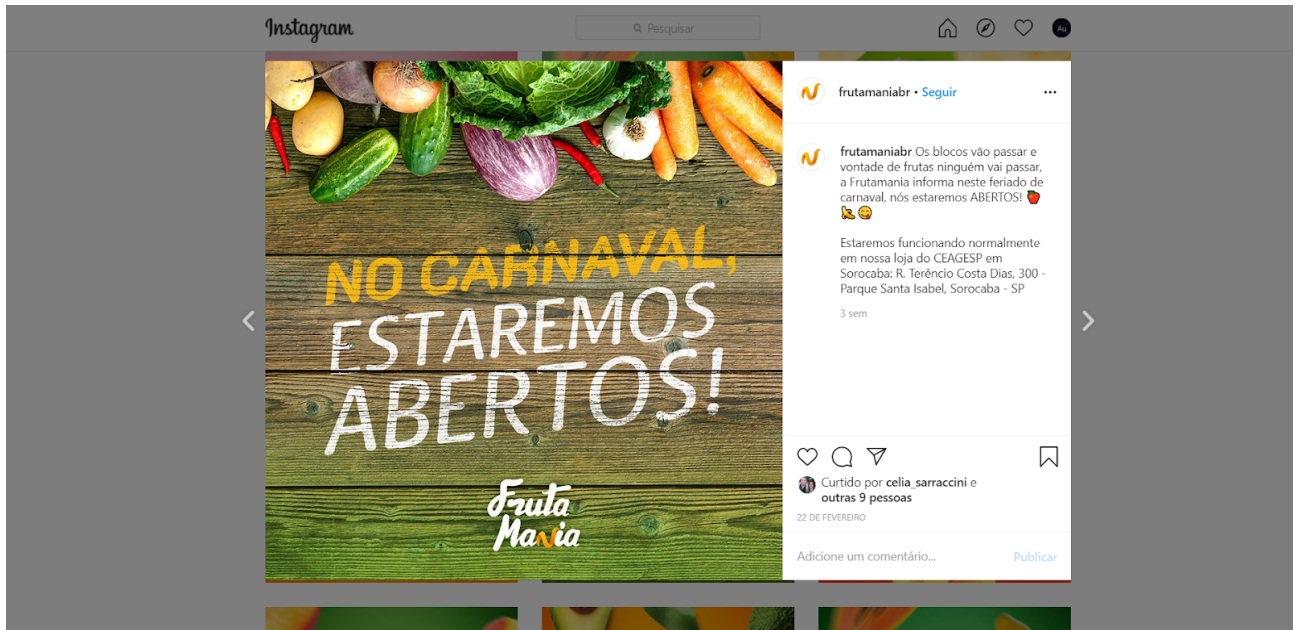 Instagram
Pesquisar
Au
NO CARNAVAL,
ESTAREMOS
ABERTOS!
Fruta
Mania
frutamaniabr • Seguir
frutamaniabr Os blocos vão passar e
vontade de frutas ninguém vai passar,
a Frutamania informa neste feriado de
carnaval, nós estaremos ABERTOS! 🍎
🍌😋
Estaremos funcionando normalmente
em nossa loja do CEAGESP em
Sorocaba: R. Terêncio Costa Dias, 300 -
Parque Santa Isabel, Sorocaba - SP
3 sem
Curtido por celia_sarraccini e
outras 9 pessoas
22 DE FEVEREIRO
Adicione um comentário...
Publicar